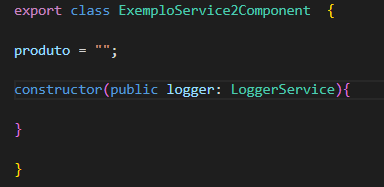 export class ExemploService2Component  {
produto = "";
constructor(public logger: LoggerService){
}
}